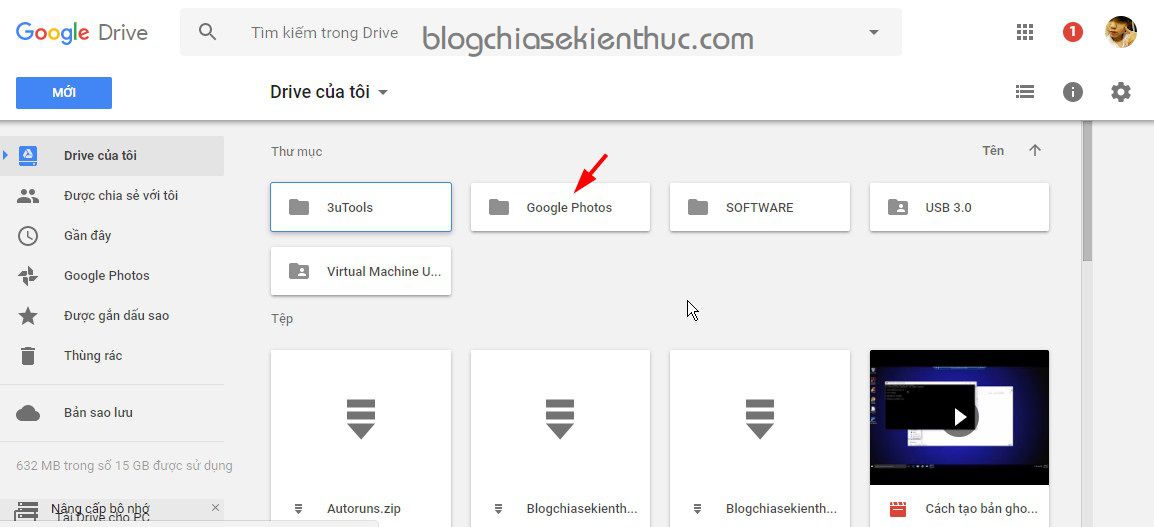 Google Drive
Tìm kiếm trong Drive
blogchiasekienthuc.com
1
MỚI
Drive của tôi
Drive của tôi
Được chia sẻ với tôi
Gần đây
Google Photos
Được gắn dấu sao
Thùng rác
Bản sao lưu
632 MB trong số 15 GB được sử dụng
Nâng cấp bộ nhớ
Tải Drive cho PC
Thư mục
Tên
3uTools
Google Photos
SOFTWARE
USB 3.0
Virtual Machine U...
Tệp
Autoruns.zip
Blogchiasekienth...
Blogchiasekienth...
Cách tạo bản gho...